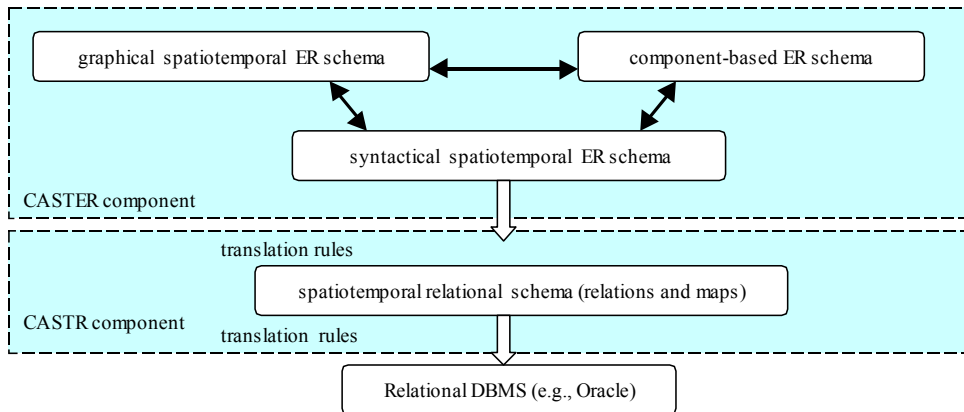 graphical spatiotemporal ER schema
component-based ER schema
syntactical spatiotemporal ER schema
CASTER component
translation rules
spatiotemporal relational schema (relations and maps)
CASTR component
translation rules
Relational DBMS (e.g., Oracle)